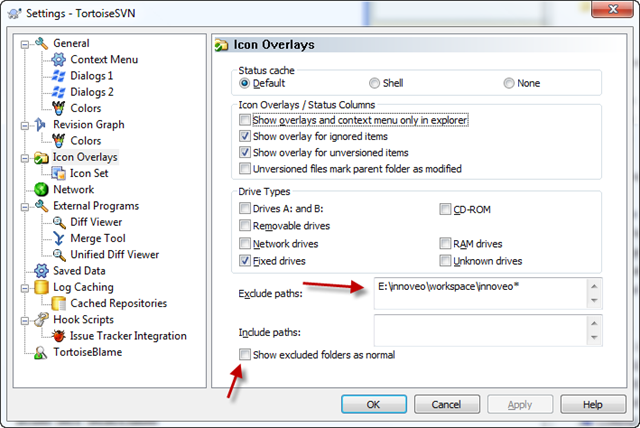 Settings - TortoiseSVN
General
Context Menu
Dialogs 1
Dialogs 2
Colors
Revision Graph
Colors
Icon Overlays
Icon Set
Network
External Programs
Diff Viewer
Merge Tool
Unified Diff Viewer
Saved Data
Log Caching
Cached Repositories
Hook Scripts
Issue Tracker Integration
TortoiseBlame
Icon Overlays
Status cache
Default Shell None
Icon Overlays / Status Columns
Show overlays and context menu only in explorer
Show overlay for ignored items
Show overlay for unversioned items
Unversioned files mark parent folder as modified
Drive Types
Drives A: and B: CD-ROM
Removable drives
Network drives RAM drives
Fixed drives Unknown drives
Exclude paths: E:\innoveo\workspace\innoveo*
Include paths:
Show excluded folders as normal
OK Cancel Apply Help